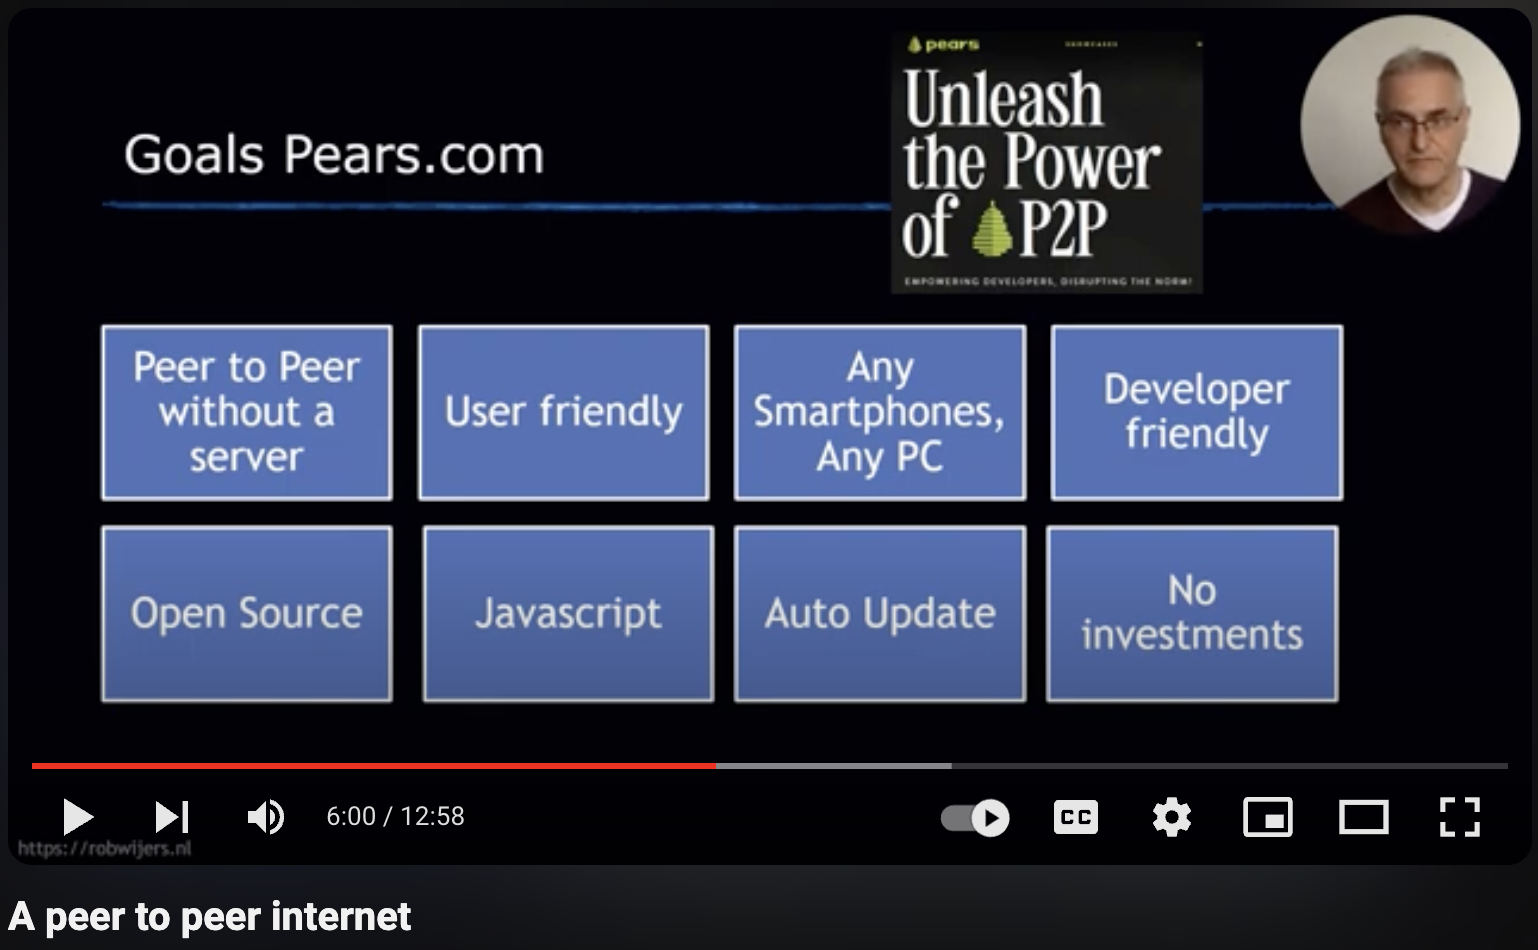 pears
SHOWCASES
Unleash
the Power
of P2P
EMPOWERING DEVELOPERS, DISRUPTING THE NORM!
Goals Pears.com
Peer to Peer
without a
server
User friendly
Any
Smartphones,
Any PC
Developer
friendly
Open Source
Javascript
Auto Update
No
investments
6:00 / 12:58
CC
https://robwijers.nl
A peer to peer internet